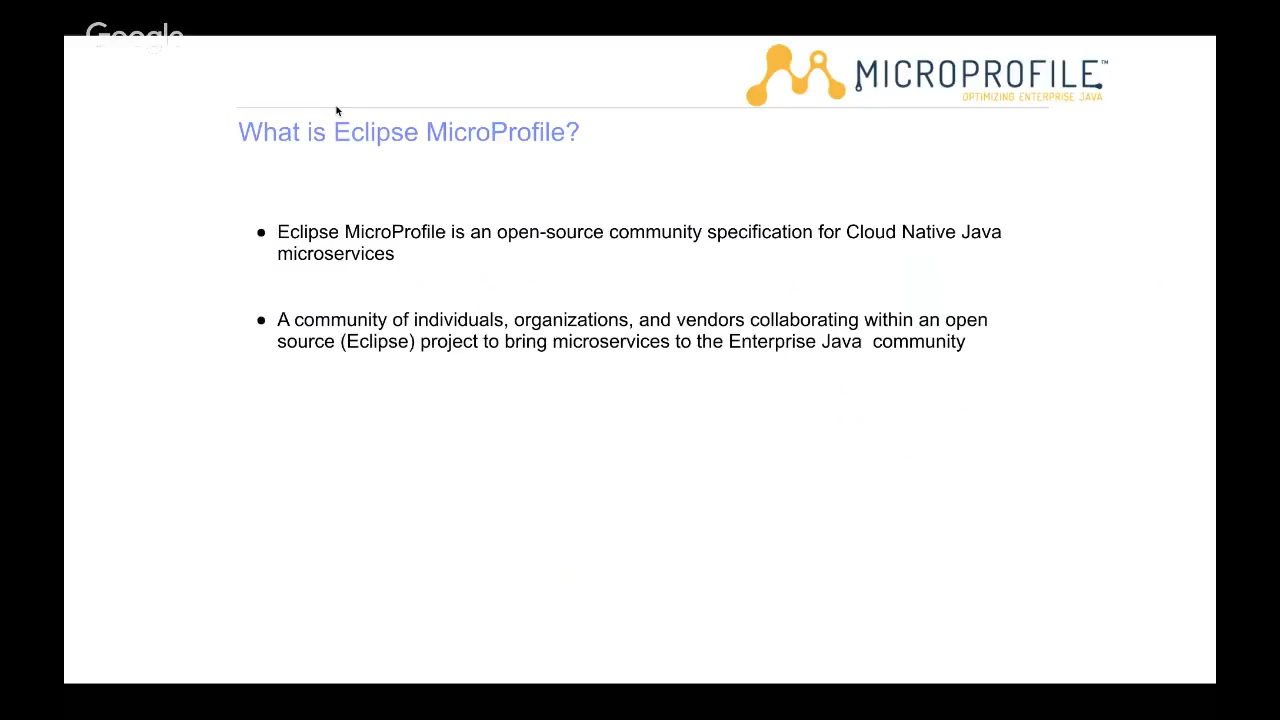 Google
MICROPROFILE™
OPTIMIZING ENTERPRISE JAVA
What is Eclipse MicroProfile?
● Eclipse MicroProfile is an open-source community specification for Cloud Native Java
microservices
● A community of individuals, organizations, and vendors collaborating within an open
source (Eclipse) project to bring microservices to the Enterprise Java  community